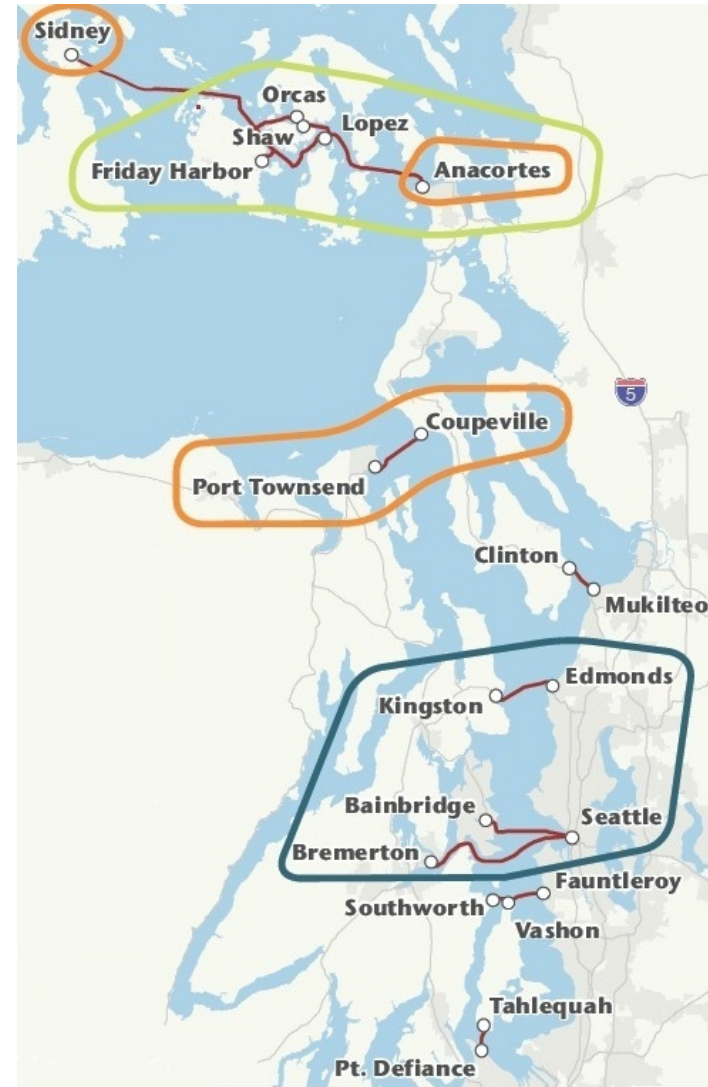 Sidney
Orcas
Shaw
Lopez
Friday Harbor
Anacortes
5
Coupeville
Port Townsend
Clinton
Mukilteo
Edmonds
Kingston
Bainbridge
Seattle
Bremerton
Fauntleroy
Southworth
Vashon
Tahlequah
Pt. Defiance